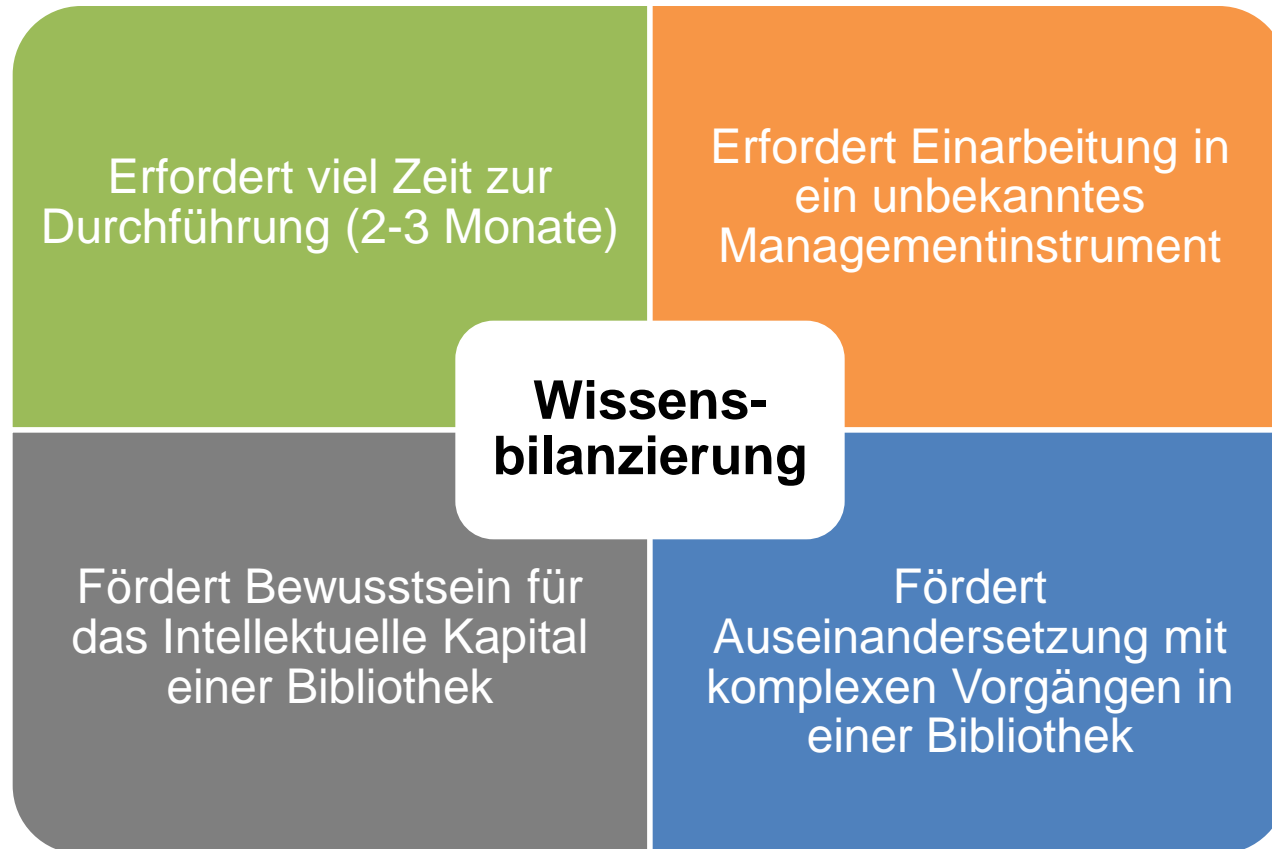 Erfordert viel Zeit zur
Durchführung (2-3 Monate)
Erfordert Einarbeitung in
ein unbekanntes
Managementinstrument
Wissens-
bilanzierung
Fördert Bewusstsein für
das Intellektuelle Kapital
einer Bibliothek
Fördert
Auseinandersetzung mit
komplexen Vorgängen in
einer Bibliothek